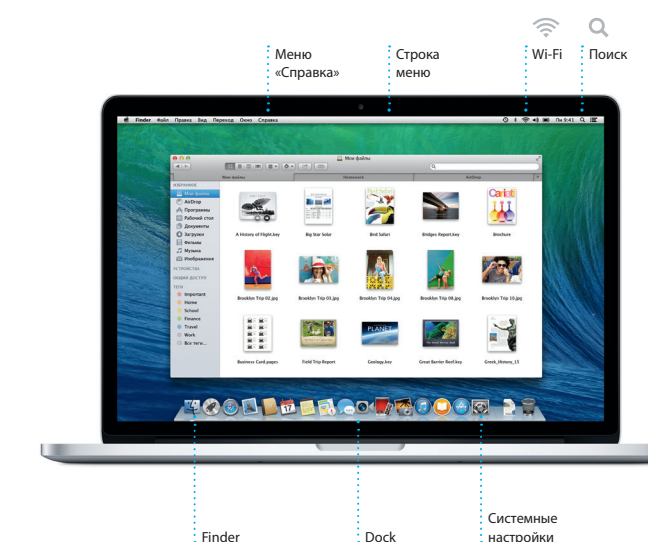 Меню
«Справка»
Строка
меню
Wi-Fi
Поиск
Finder Файл Правка Вид Переход Окно Справка
Пн 9:41
Мои файлы
Мои файлы Homework AirDrop
ИЗБРАННОЕ
Мои файлы
AirDrop
Программы
Рабочий стол
Документы
Загрузки
Фильмы
Музыка
Изображения
УСТРОЙСТВА
ОБЩИЙ ДОСТУП
ТЕГИ
Important
Home
School
Finance
Travel
Work
Все теги...
A History of Flight.key
Big Star Solar
Bird Safari
Bridges Report.key
Cariat
Brochure
Brooklyn Trip 02.jpg
Brooklyn Trip 03.jpg
Brooklyn Trip 04.jpg
Brooklyn Trip 08.jpg
Brooklyn Trip 10.jpg
PLANET
Business Card.pages
Field Trip Report
Geology.key
Great Barrier Reef.key
Greek_History_15
17
Finder
Dock
Системные
настройки